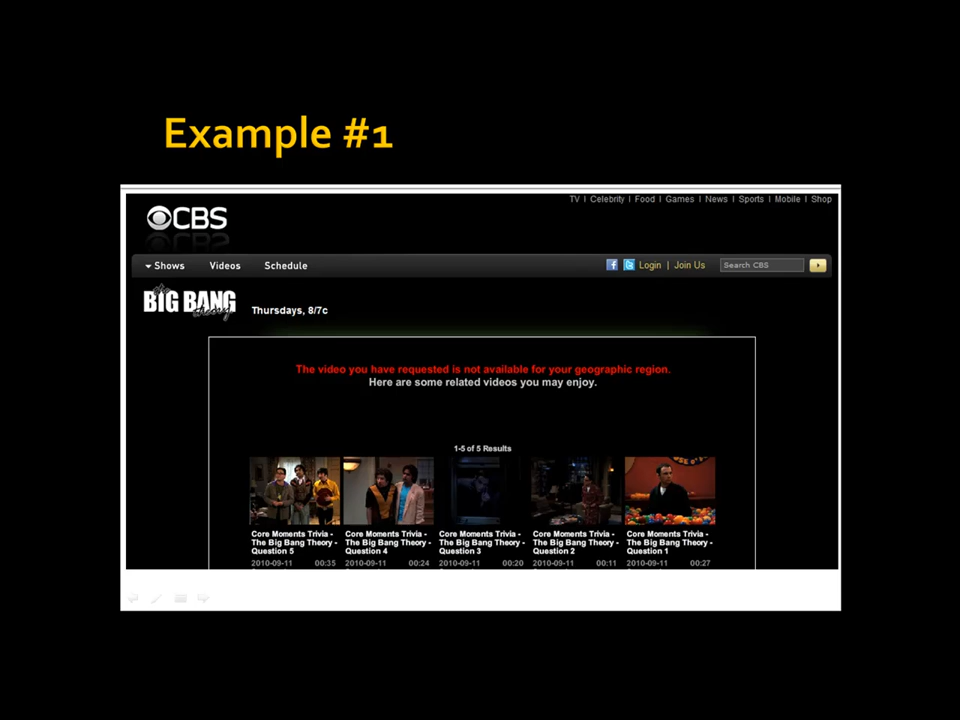 Example #1
TV | Celebrity | Food | Games | News | Sports | Mobile | Shop
CBS
Shows Videos Schedule
Login | Join Us
Search CBS
the BIG BANG theory
Thursdays, 8/7c
The video you have requested is not available for your geographic region.
Here are some related videos you may enjoy.
1-5 of 5 Results
Core Moments Trivia -
The Big Bang Theory -
Question 5
2010-09-11 00:35
Core Moments Trivia -
The Big Bang Theory -
Question 4
2010-09-11 00:24
Core Moments Trivia -
The Big Bang Theory -
Question 3
2010-09-11 00:20
Core Moments Trivia -
The Big Bang Theory -
Question 2
2010-09-11 00:11
Core Moments Trivia -
The Big Bang Theory -
Question 1
2010-09-11 00:27